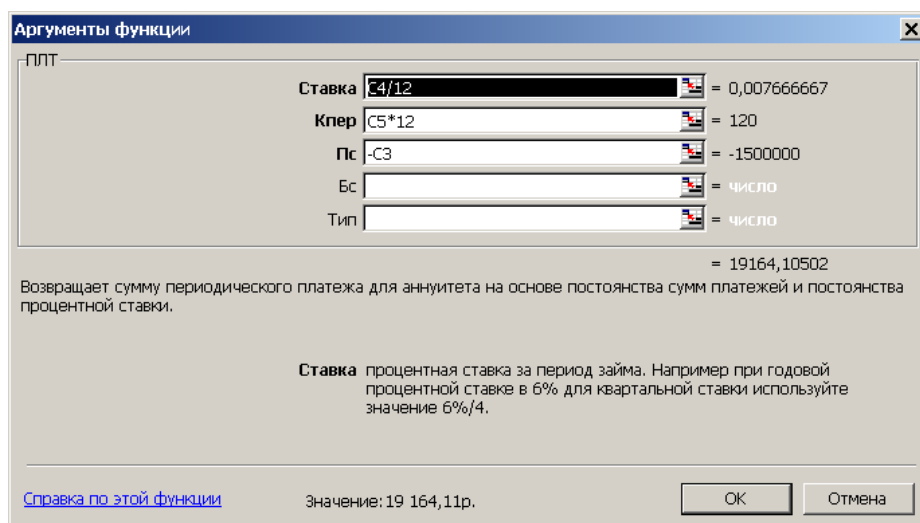 Аргументы функции
ПЛТ
Ставка C4/12 = 0,007666667
Кпер C5*12 = 120
Пс -C3 = -1500000
Бс = число
Тип = число
= 19164,10502
Возвращает сумму периодического платежа для аннуитета на основе постоянства сумм платежей и постоянства
процентной ставки.
Ставка процентная ставка за период займа. Например при годовой
процентной ставке в 6% для квартальной ставки используйте
значение 6%/4.
Справка по этой функции Значение:19 164,11р. OK Отмена